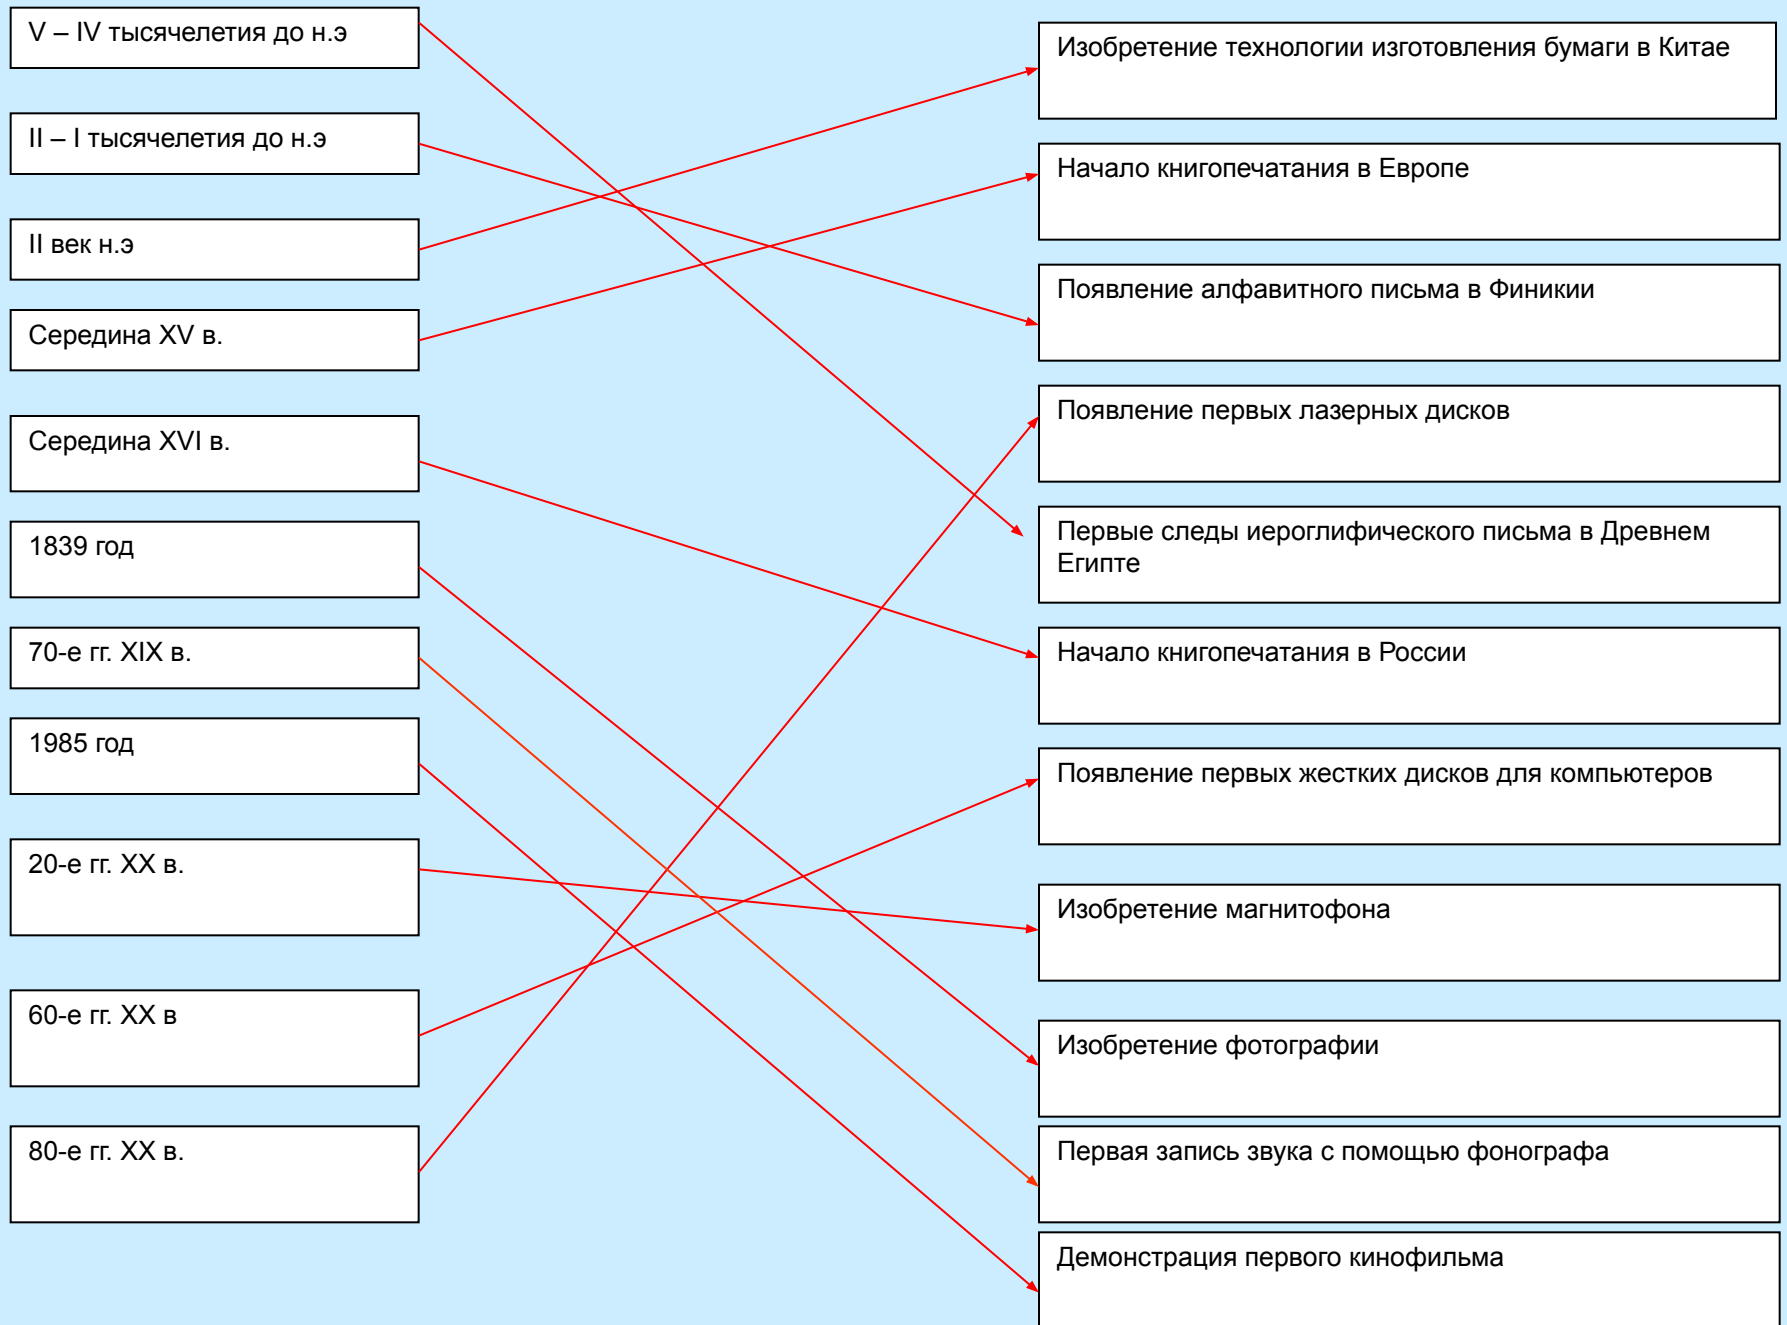 V – IV тысячелетия до н.э
II – I тысячелетия до н.э
II век н.э
Середина XV в.
Середина XVI в.
1839 год
70-е гг. XIX в.
1985 год
20-е гг. XX в.
60-е гг. XX в
80-е гг. XX в.
Изобретение технологии изготовления бумаги в Китае
Начало книгопечатания в Европе
Появление алфавитного письма в Финикии
Появление первых лазерных дисков
Первые следы иероглифического письма в Древнем
Египте
Начало книгопечатания в России
Появление первых жестких дисков для компьютеров
Изобретение магнитофона
Изобретение фотографии
Первая запись звука с помощью фонографа
Демонстрация первого кинофильма